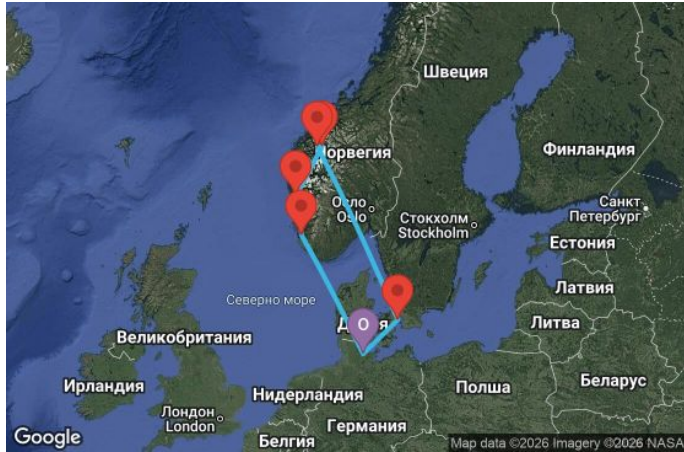 Швеция
Норвегия
Финландия
Осло
Oslo
Санкт
Петербург
Стокхолм
Stockholm
Естония
Северно море
Латвия
Литва
Великобритания
O
Ирландия
Нидерландия
Полша
Беларус
Лондон
London
Германия
Белгия
Google
Map data ©2026 Imagery ©2026 NASA